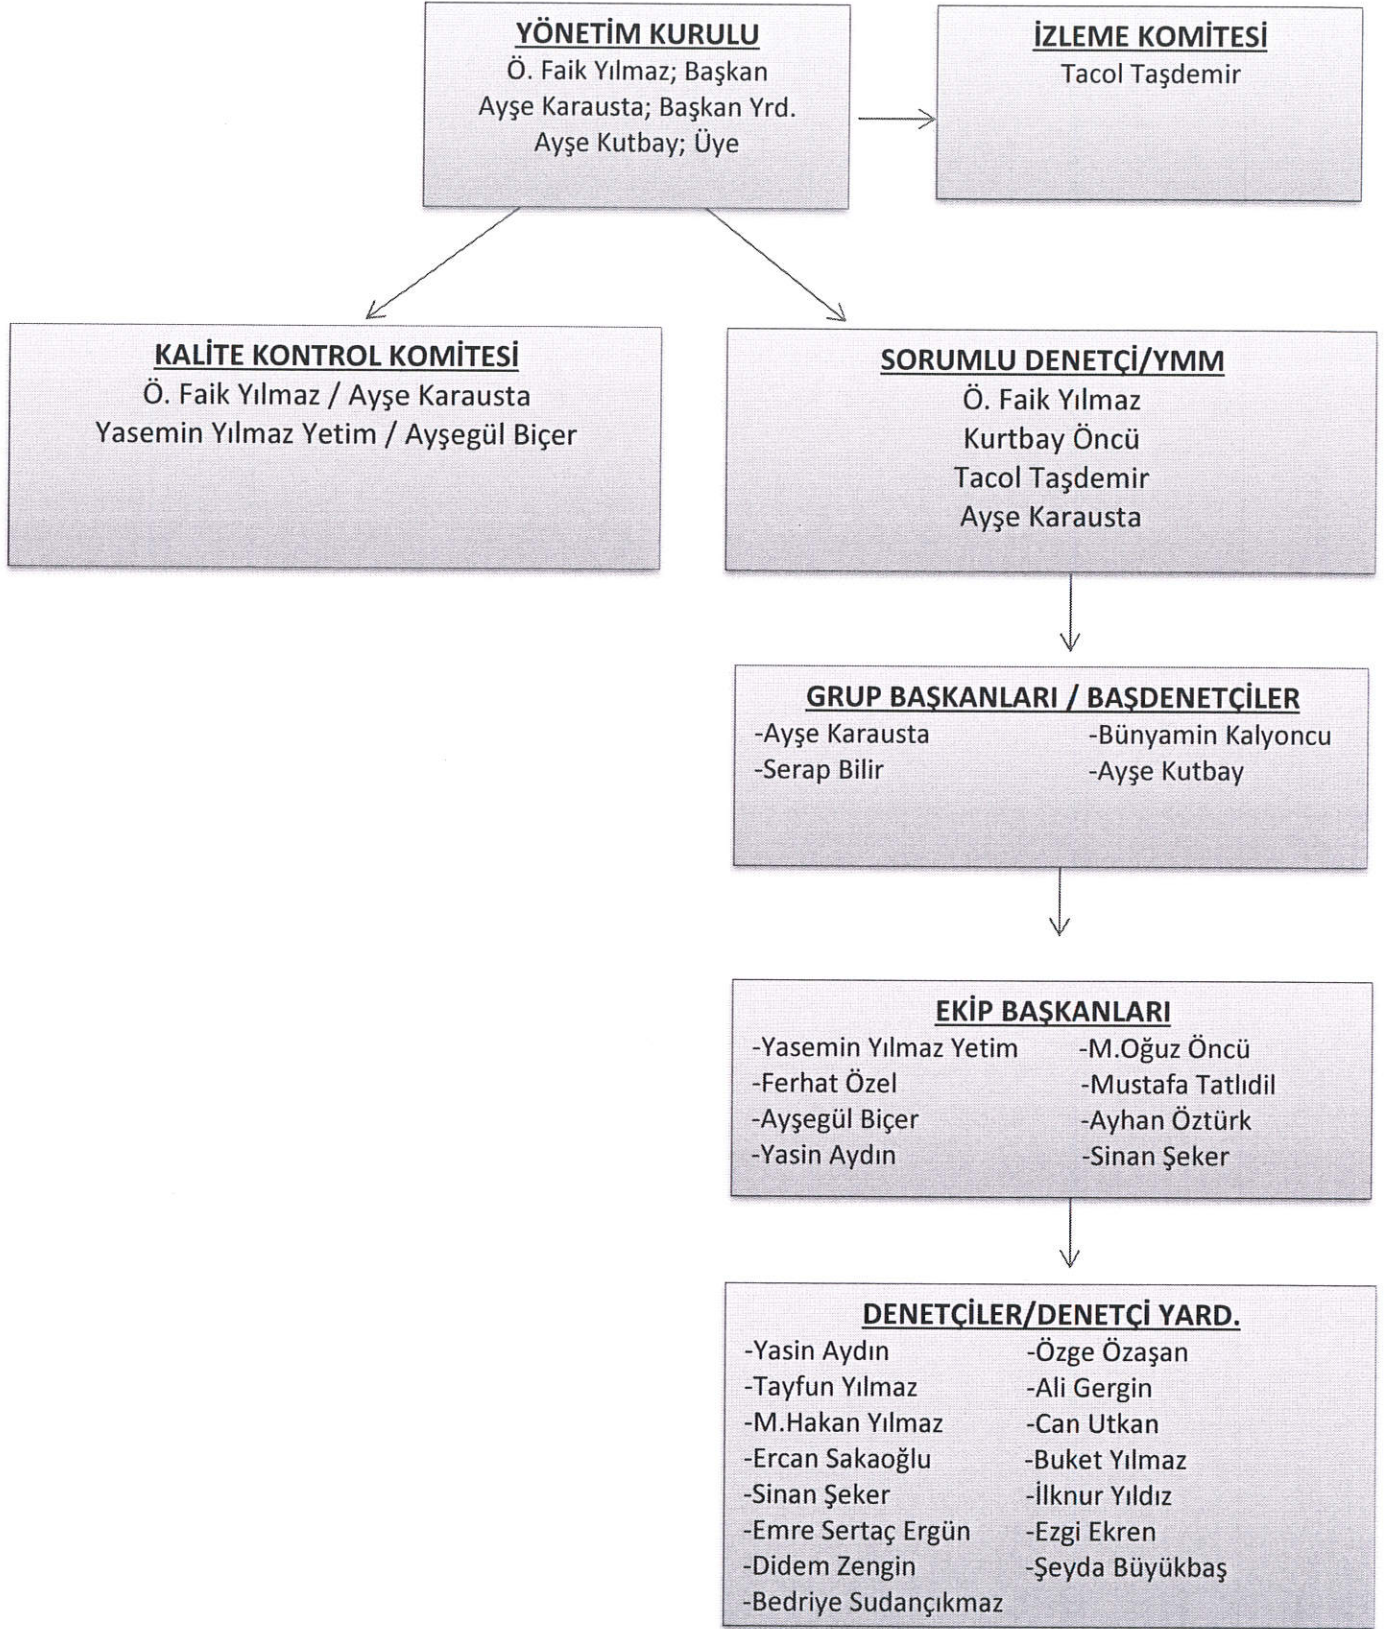 YÖNETİM KURULU
Ö. Faik Yılmaz; Başkan
Ayşe Karausta; Başkan Yrd.
Ayşe Kutbay; Üye
İZLEME KOMİTESİ
Tacol Taşdemir
KALİTE KONTROL KOMİTESİ
Ö. Faik Yılmaz / Ayşe Karausta
Yasemin Yılmaz Yetim / Ayşegül Biçer
SORUMLU DENETÇİ/YMM
Ö. Faik Yılmaz
Kurtbay Öncü
Tacol Taşdemir
Ayşe Karausta
GRUP BAŞKANLARI / BAŞDENETÇİLER
-Ayşe Karausta -Bünyamin Kalyoncu
-Serap Bilir -Ayşe Kutbay
EKİP BAŞKANLARI
-Yasemin Yılmaz Yetim -M.Oğuz Öncü
-Ferhat Özel -Mustafa Tatlıdil
-Ayşegül Biçer -Ayhan Öztürk
-Yasin Aydın -Sinan Şeker
DENETÇİLER/DENETÇİ YARD.
-Yasin Aydın -Özge Özaşan
-Tayfun Yılmaz -Ali Gergin
-M.Hakan Yılmaz -Can Utkan
-Ercan Sakaoğlu -Buket Yılmaz
-Sinan Şeker -İlknur Yıldız
-Emre Sertaç Ergün -Ezgi Ekren
-Didem Zengin -Şeyda Büyükbaş
-Bedriye Sudançıkmaz